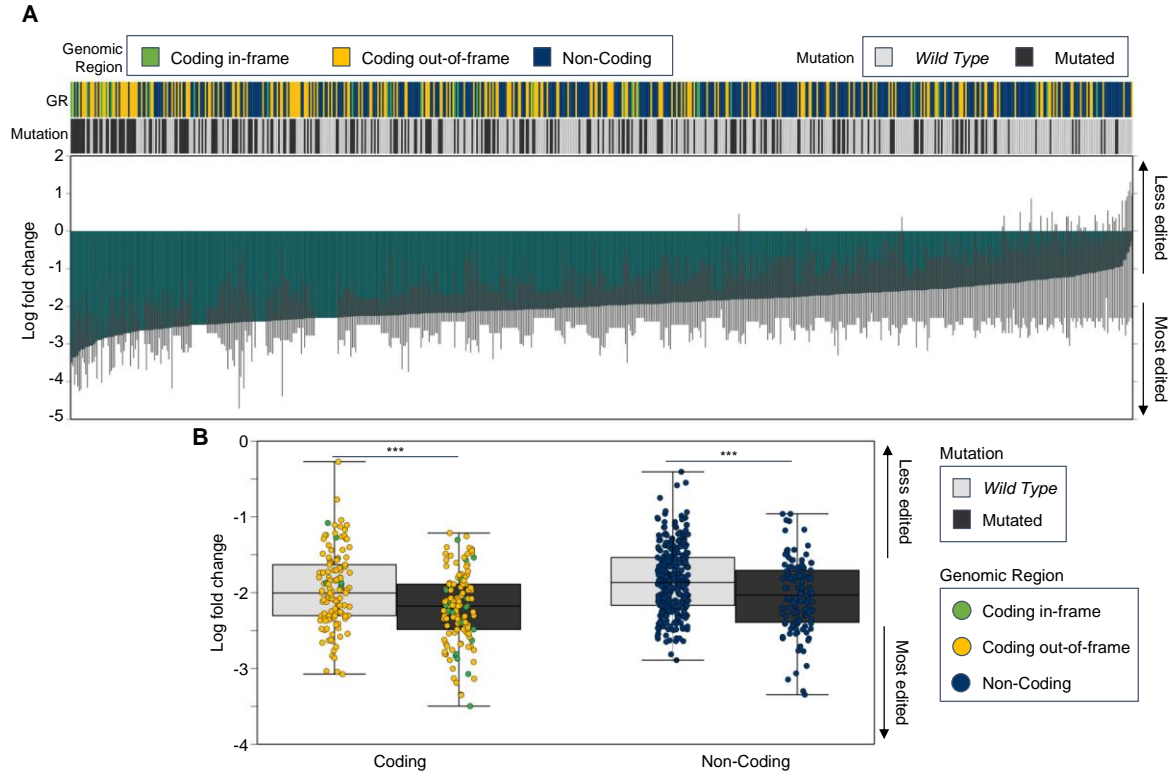 A
Genomic
Region
Coding in-frame
Coding out-of-frame
Non-Coding
Mutation
Wild Type
Mutated
GR
Mutation
Log fold change
2
1
0
-1
-2
-3
-4
-5
Less edited
Most edited
B
Log fold change
0
-1
-2
-3
-4
***
***
Coding
Non-Coding
Less edited
Most edited
Mutation
Wild Type
Mutated
Genomic Region
Coding in-frame
Coding out-of-frame
Non-Coding